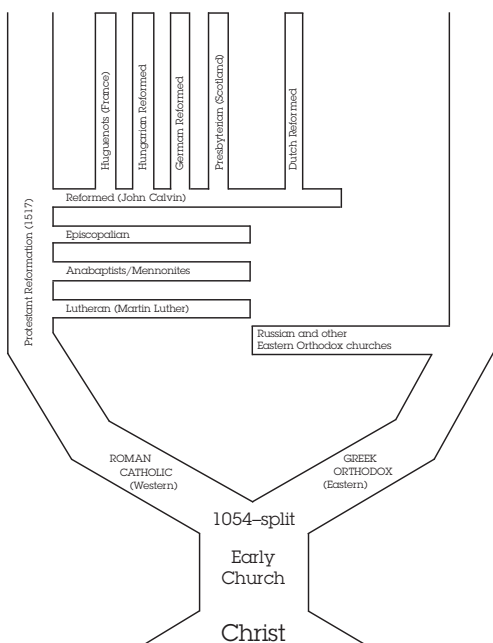 Huguenots (France)
Hungarian Reformed
German Reformed
Presbyterian (Scotland)
Dutch Reformed
Protestant Reformation (1517)
Reformed (John Calvin)
Episcopalian
Anabaptists/Mennonites
Lutheran (Martin Luther)
Russian and other
Eastern Orthodox churches
ROMAN
CATHOLIC
(Western)
GREEK
ORTHODOX
(Eastern)
1054–split
Early
Church
Christ